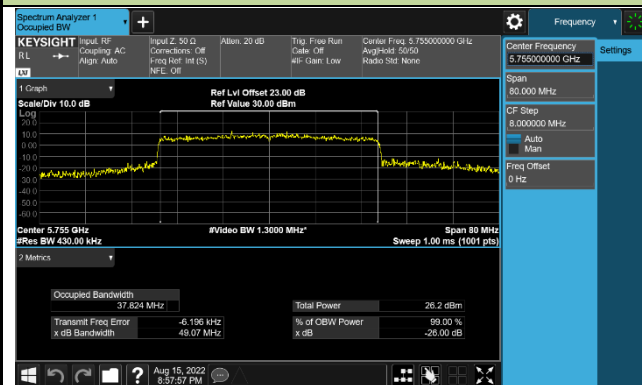 Spectrum Analyzer 1
Occupied BW
Frequency
KEYSIGHT
RL
LXI
Input: RF
Coupling: AC
Align: Auto
Input Z: 50 Ω
Corrections: Off
Freq Ref: Int (S)
NFE: Off
Atten: 20 dB
Trig: Free Run
Gate: Off
#IF Gain: Low
Center Freq: 5.755000000 GHz
Avg|Hold: 50/50
Radio Std: None
Center Frequency
5.755000000 GHz
Settings
Span
80.000 MHz
CF Step
8.000000 MHz
Auto
Man
Freq Offset
0 Hz
1 Graph
Scale/Div 10.0 dB
Ref Lvl Offset 23.00 dB
Ref Value 30.00 dBm
Log
20.0
10.0
0.00
-10.0
-20.0
-30.0
-40.0
-50.0
-60.0
Center 5.755 GHz
#Res BW 430.00 kHz
#Video BW 1.3000 MHz*
Span 80 MHz
Sweep 1.00 ms (1001 pts)
2 Metrics
Occupied Bandwidth
37.824 MHz
Total Power 26.2 dBm
Transmit Freq Error -6.196 kHz
% of OBW Power 99.00 %
x dB Bandwidth 49.07 MHz
x dB -26.00 dB
Aug 15, 2022
8:57:57 PM